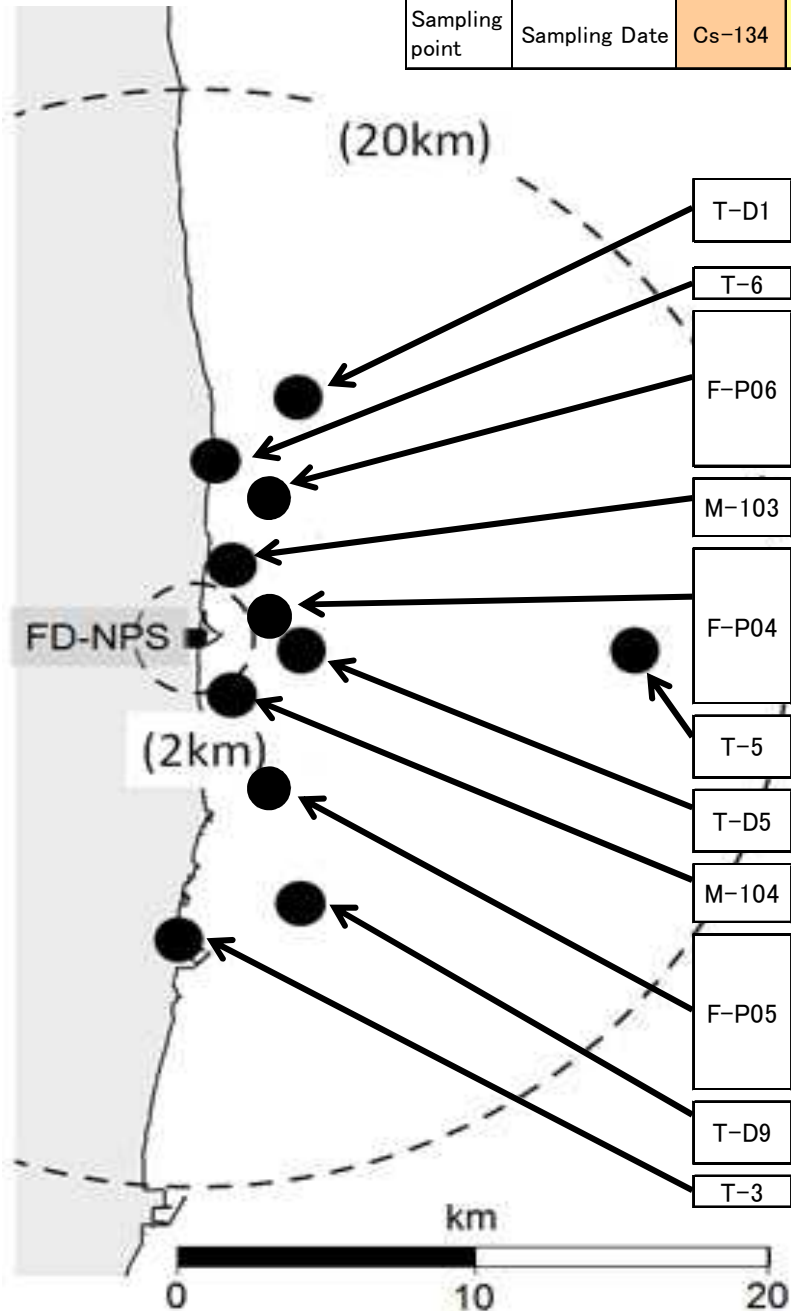 Sampling
point
Sampling Date
Cs-134
(20km)
T-D1
T-6
F-P06
M-103
F-P04
FD-NPS
T-5
(2km)
T-D5
M-104
F-P05
T-D9
T-3
km
0 10 20